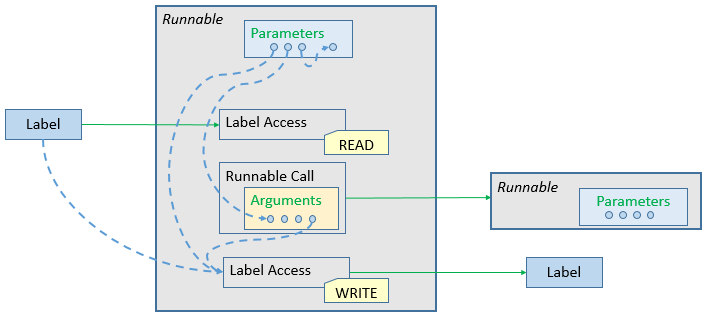 Runnable
Parameters
Label
Label Access
READ
Runnable Call
Arguments
Runnable
Parameters
Label Access
WRITE
Label